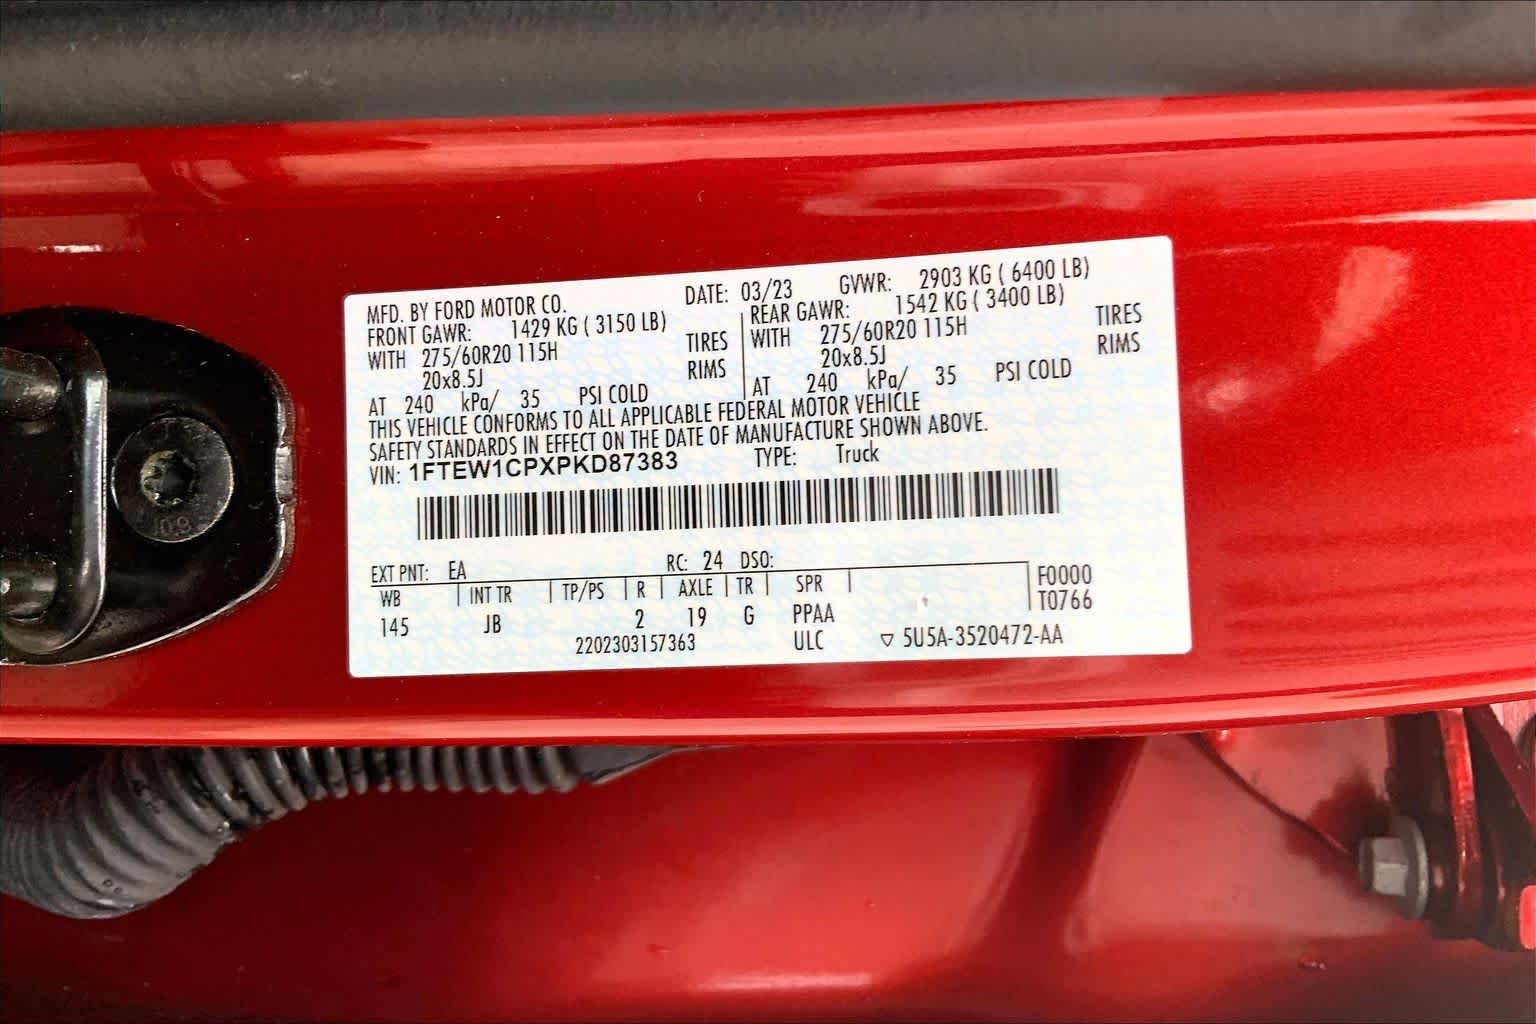 MFD. BY FORD MOTOR CO. DATE: 03/23 GVWR: 2903 KG ( 6400 LB)
FRONT GAWR: 1429 KG ( 3150 LB) REAR GAWR: 1542 KG ( 3400 LB)
WITH 275/60R20 115H TIRES WITH 275/60R20 115H TIRES
20x8.5J RIMS 20x8.5J RIMS
AT 240 kPa/ 35 PSI COLD AT 240 kPa/ 35 PSI COLD
THIS VEHICLE CONFORMS TO ALL APPLICABLE FEDERAL MOTOR VEHICLE
SAFETY STANDARDS IN EFFECT ON THE DATE OF MANUFACTURE SHOWN ABOVE.
VIN: 1FTEW1CPXPKD87383 TYPE: Truck
EXT PNT: EA RC: 24 DSO:
WB INT TR TP/PS R AXLE TR SPR F0000
145 JB 2 19 G PPAA T0766
2202303157363 ULC ▽ 5U5A-3520472-AA